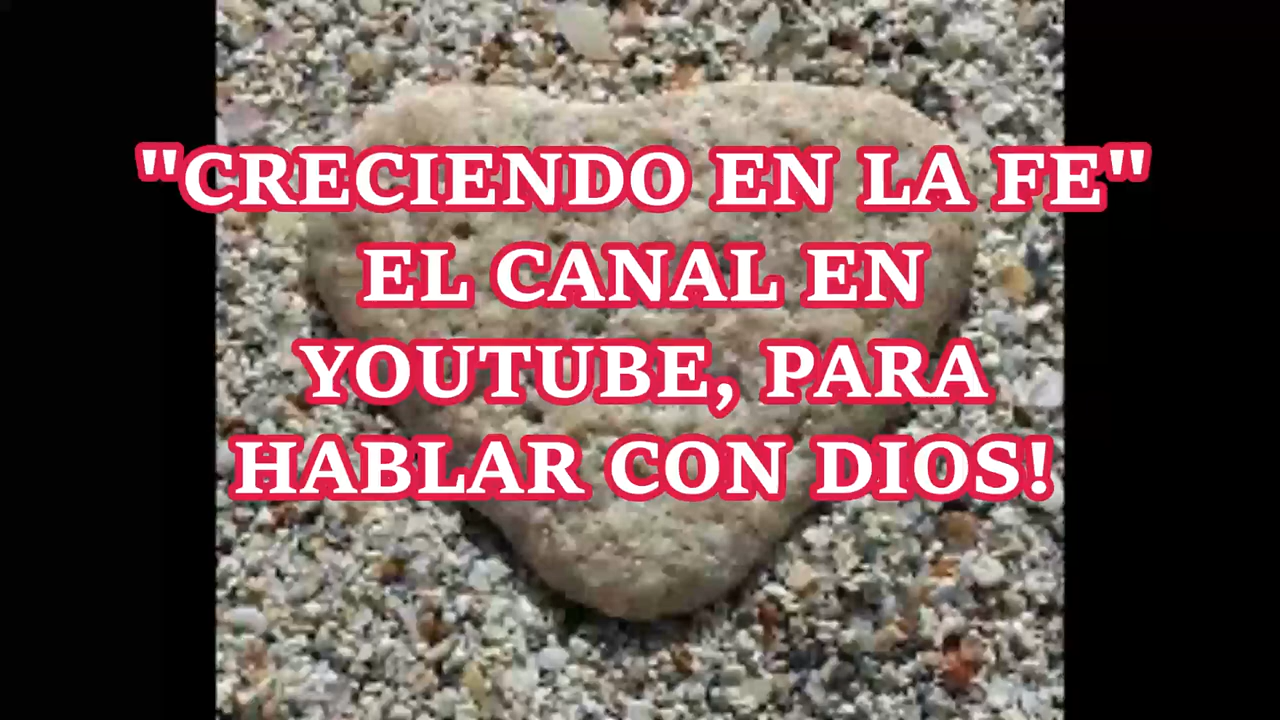 "CRECIENDO EN LA FE"
EL CANAL EN
YOUTUBE, PARA
HABLAR CON DIOS!